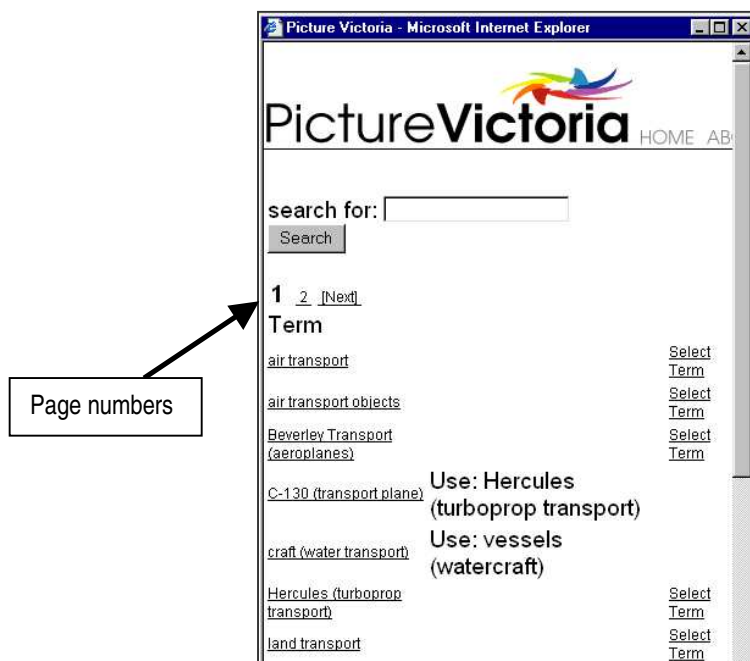 Picture Victoria - Microsoft Internet Explorer
PictureVictoria HOME AB
search for:
Search
1 2 [Next]
Term
Page numbers
air transport Select
Term
air transport objects Select
Term
Beverley Transport Select
(aeroplanes) Term
C-130 (transport plane) Use: Hercules
(turboprop transport)
craft (water transport) Use: vessels
(watercraft)
Hercules (turboprop Select
transport) Term
land transport Select
Term